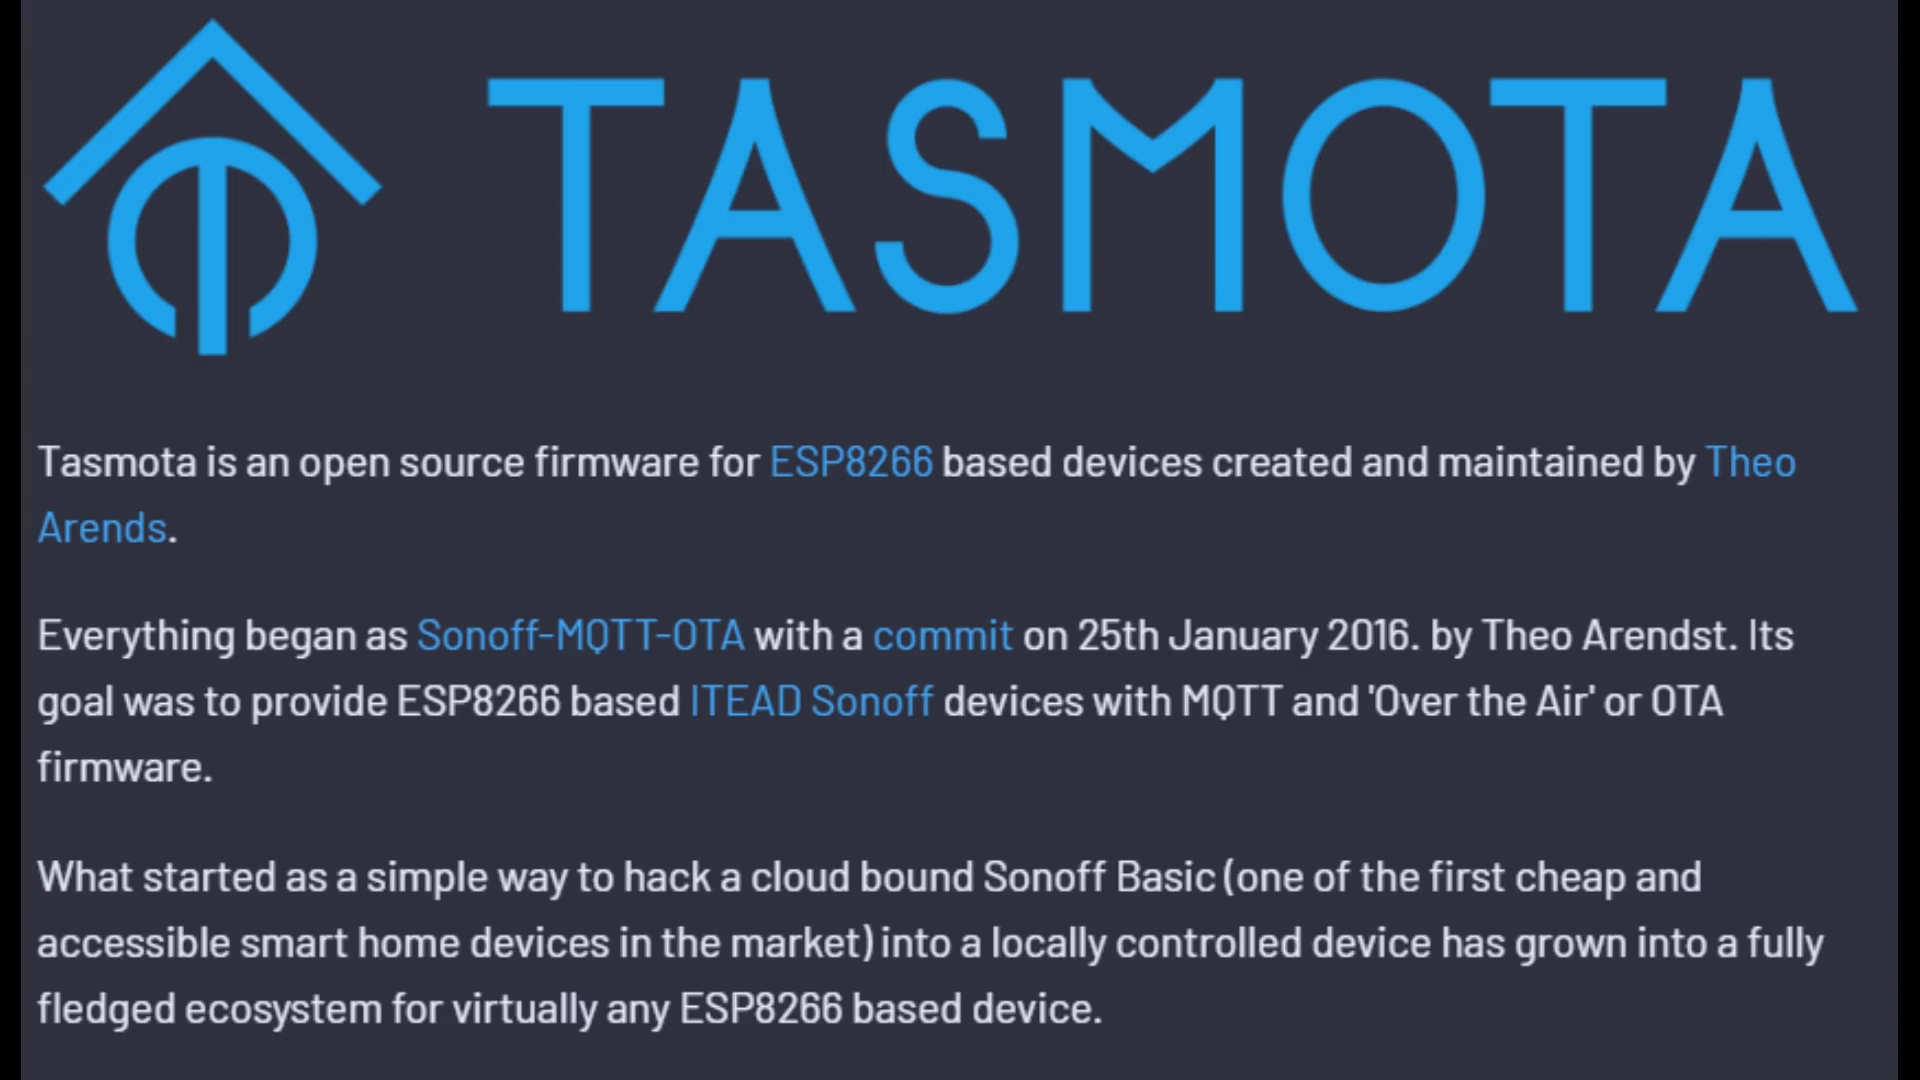 TASMOTA
Tasmota is an open source firmware for ESP8266 based devices created and maintained by Theo
Arends.
Everything began as Sonoff-MQTT-OTA with a commit on 25th January 2016. by Theo Arendst. Its
goal was to provide ESP8266 based ITEAD Sonoff devices with MQTT and 'Over the Air' or OTA
firmware.
What started as a simple way to hack a cloud bound Sonoff Basic (one of the first cheap and
accessible smart home devices in the market) into a locally controlled device has grown into a fully
fledged ecosystem for virtually any ESP8266 based device.